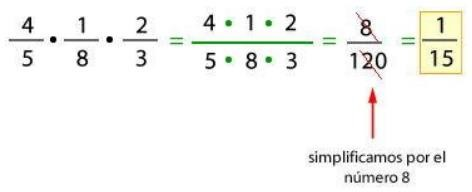 4/5 • 1/8 • 2/3 = 4 • 1 • 2 / 5 • 8 • 3 = 8/120 = 1/15
simplificamos por el
número 8